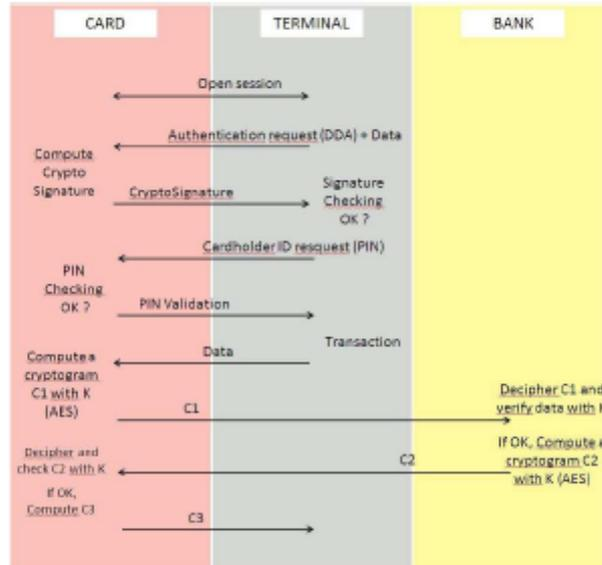 CARD
TERMINAL
BANK
Open session
Authentication request (DDA) + Data
Compute
Crypto
Signature
CryptoSignature
Signature
Checking
OK ?
Cardholder ID resquest (PIN)
PIN
Checking
OK ?
PIN Validation
Transaction
Data
Compute a
cryptogram
C1 with K
(AES)
C1
Decipher C1 and
verify data with K
Decipher and
check C2 with K
C2
If OK, Compute a
cryptogram C2
with K (AES)
If OK,
Compute C3
C3